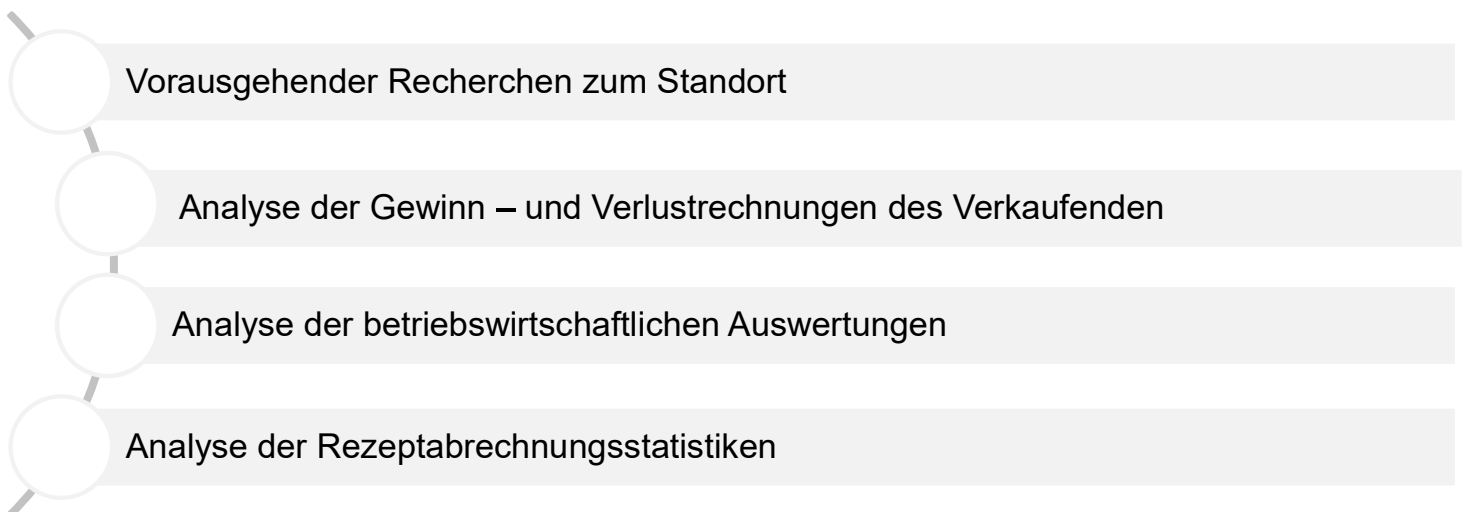 Vorausgehender Recherchen zum Standort
Analyse der Gewinn – und Verlustrechnungen des Verkaufenden
Analyse der betriebswirtschaftlichen Auswertungen
Analyse der Rezeptabrechnungsstatistiken